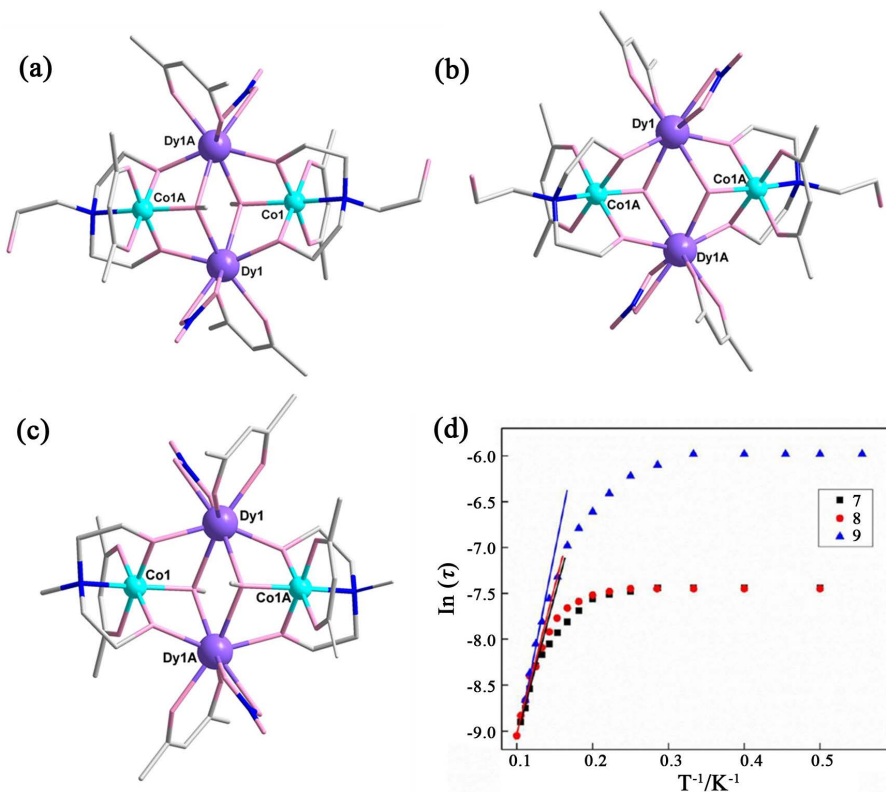 (a)
Dy1A
Co1A
Co1
Dy1
(b)
Dy1
Co1A
Co1A
Dy1A
(c)
Dy1
Co1
Co1A
Dy1A
(d)
-6.0
-6.5
-7.0
-7.5
-8.0
-8.5
-9.0
In (τ)
7
8
9
0.1 0.2 0.3 0.4 0.5
T⁻¹/K⁻¹